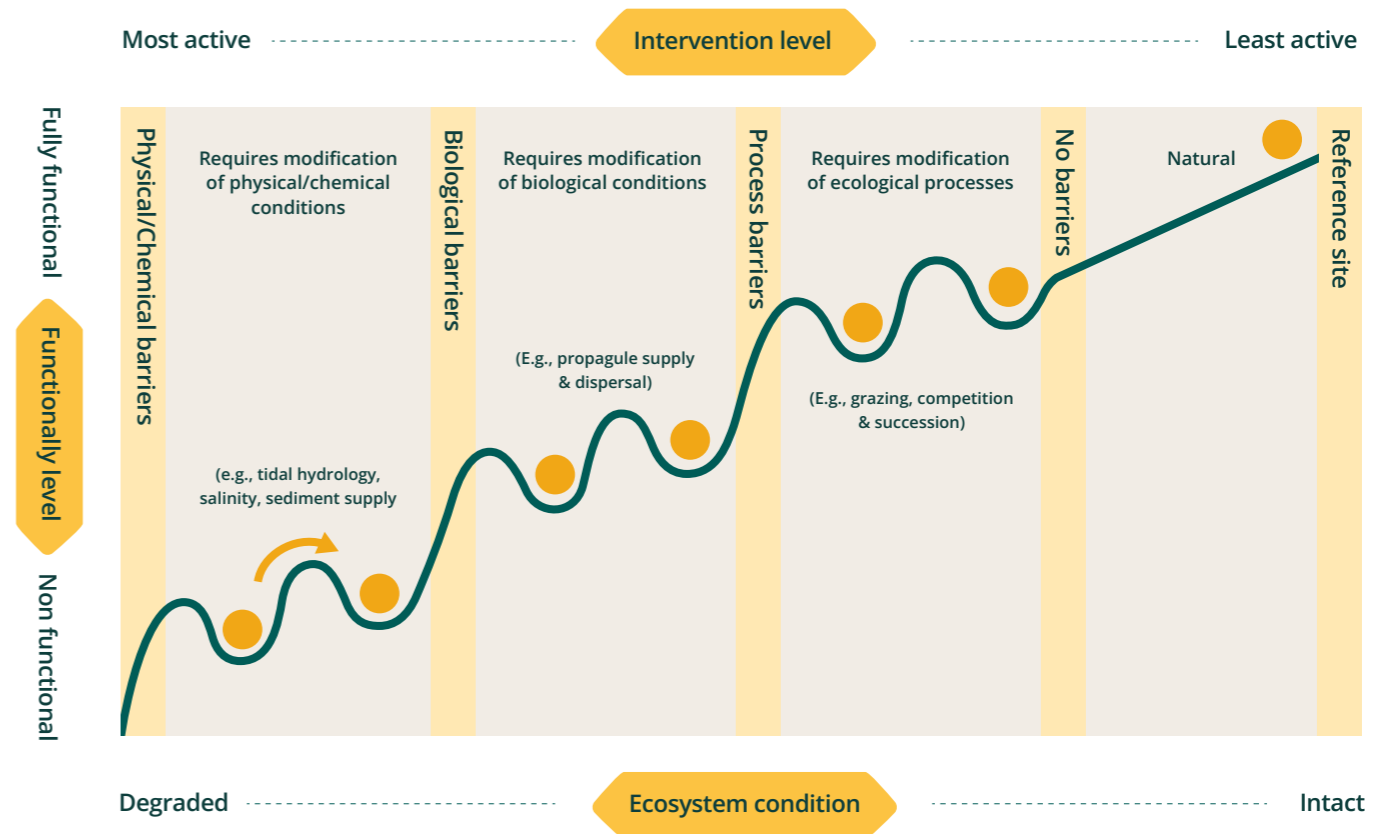 Most active
Intervention level
Least active
Fully functional
Functionally level
Non functional
Physical/Chemical barriers
Requires modification
of physical/chemical
conditions
(e.g., tidal hydrology,
salinity, sediment supply
Biological barriers
Requires modification
of biological conditions
(E.g., propagule supply
& dispersal)
Process barriers
Requires modification
of ecological processes
(E.g., grazing, competition
& succession)
No barriers
Natural
Reference site
Degraded
Ecosystem condition
Intact